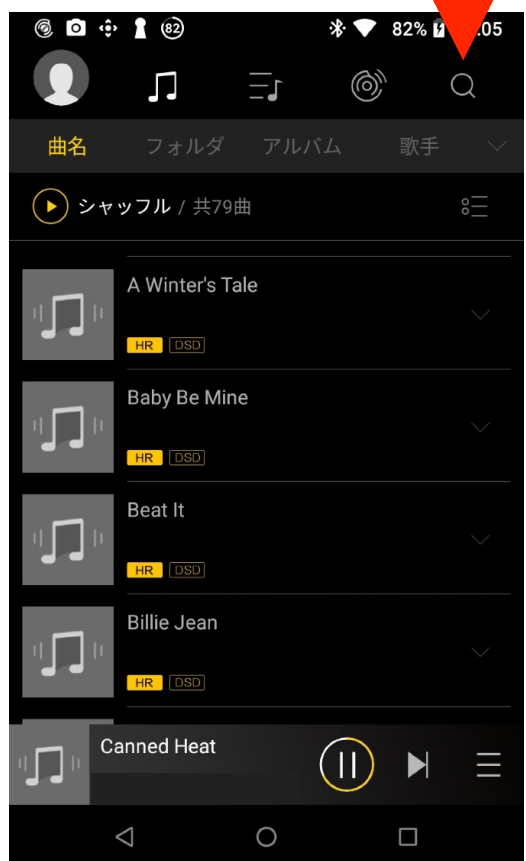 82 82% :05
曲名 フォルダ アルバム 歌手
シャッフル / 共79曲
A Winter's Tale
HR DSD
Baby Be Mine
HR DSD
Beat It
HR DSD
Billie Jean
HR DSD
Canned Heat